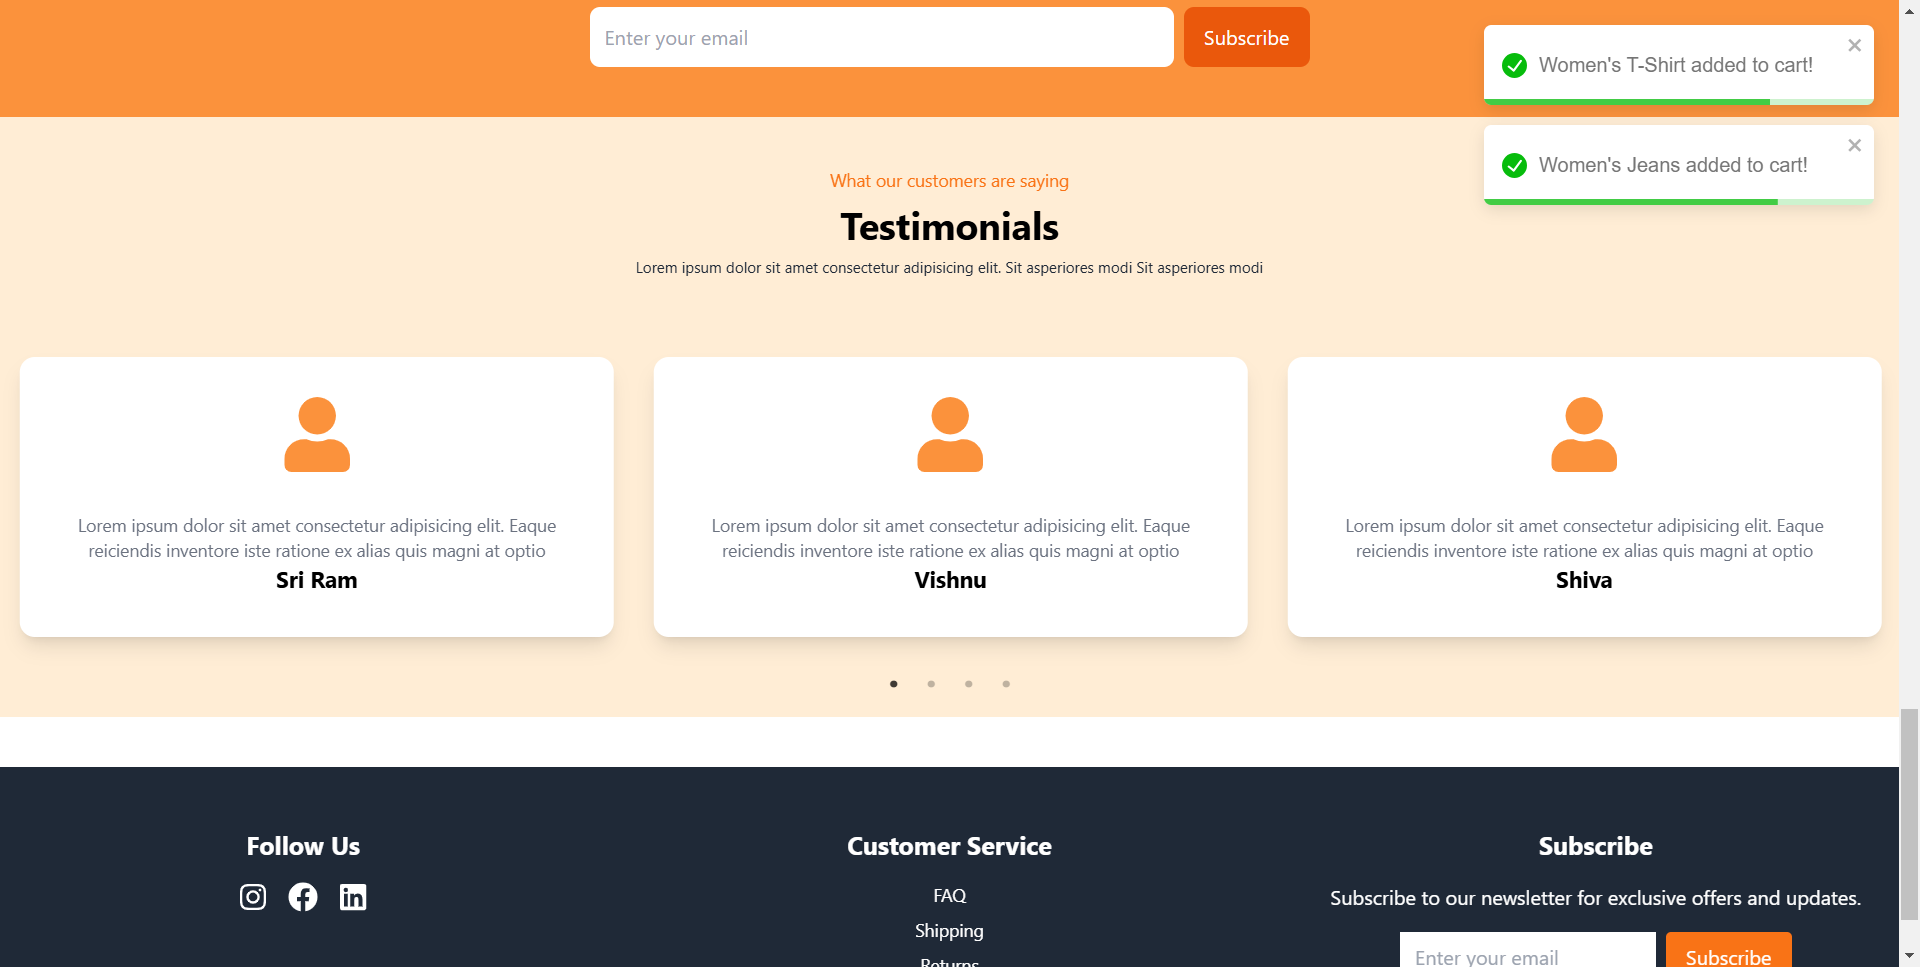 Enter your email
Subscribe
Women's T-Shirt added to cart!
Women's Jeans added to cart!
What our customers are saying
Testimonials
Lorem ipsum dolor sit amet consectetur adipisicing elit. Sit asperiores modi Sit asperiores modi
Lorem ipsum dolor sit amet consectetur adipisicing elit. Eaque
reiciendis inventore iste ratione ex alias quis magni at optio
Sri Ram
Lorem ipsum dolor sit amet consectetur adipisicing elit. Eaque
reiciendis inventore iste ratione ex alias quis magni at optio
Vishnu
Lorem ipsum dolor sit amet consectetur adipisicing elit. Eaque
reiciendis inventore iste ratione ex alias quis magni at optio
Shiva
Follow Us
Customer Service
FAQ
Shipping
Returns
Subscribe
Subscribe to our newsletter for exclusive offers and updates.
Enter your email
Subscribe